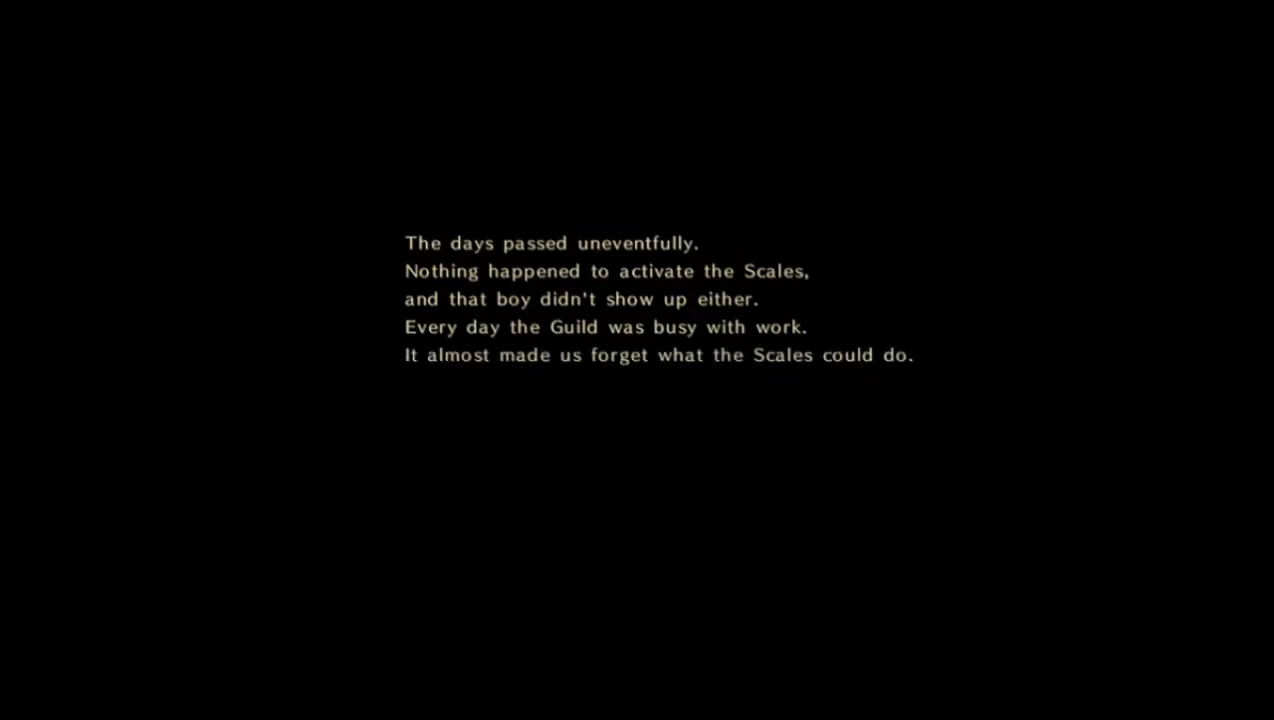 The days passed uneventfully.
Nothing happened to activate the Scales,
and that boy didn't show up either.
Every day the Guild was busy with work.
It almost made us forget what the Scales could do.